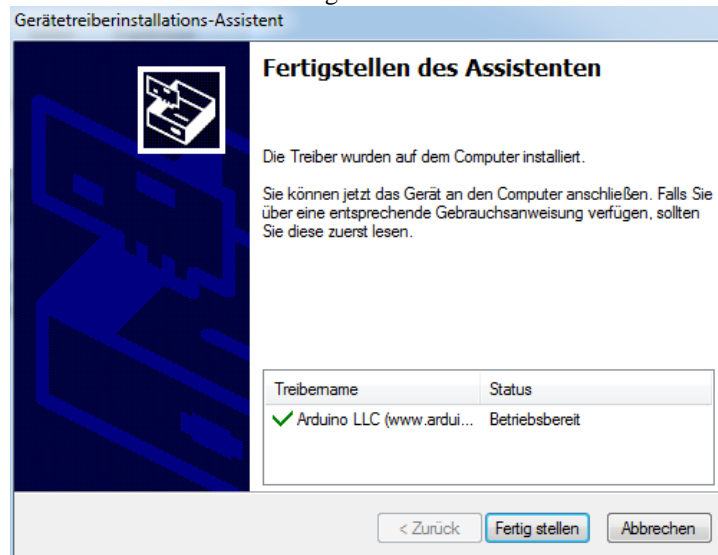 Gerätetreiberinstallations-Assistent
Fertigstellen des Assistenten
Die Treiber wurden auf dem Computer installiert.
Sie können jetzt das Gerät an den Computer anschließen. Falls Sie
über eine entsprechende Gebrauchsanweisung verfügen, sollten
Sie diese zuerst lesen.
Treibername Status
Arduino LLC (www.ardui... Betriebsbereit
< Zurück Fertig stellen Abbrechen